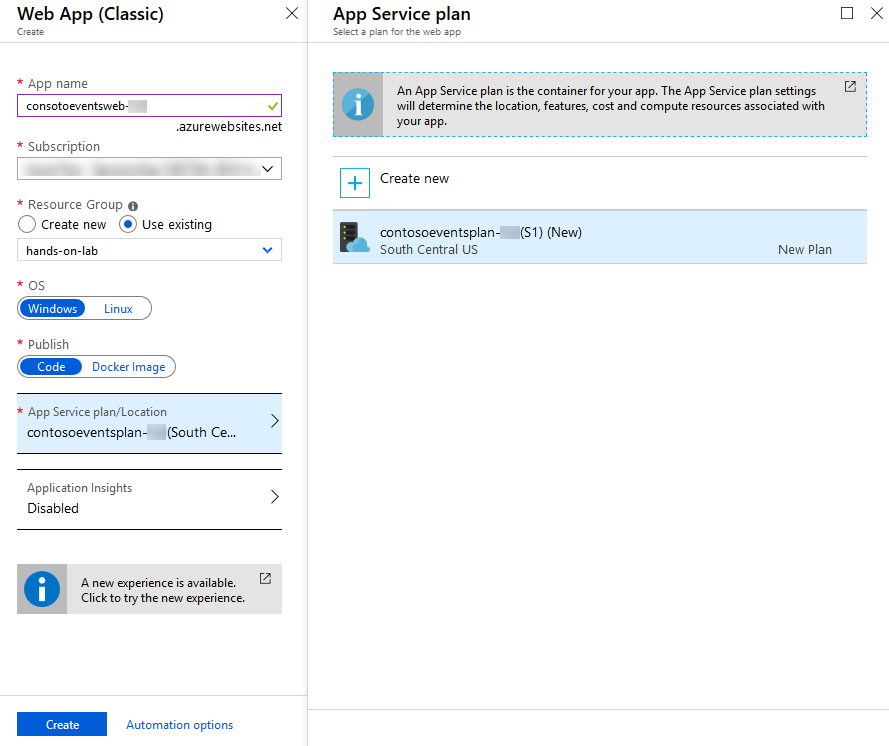 Web App (Classic)
Create
* App name
consotoeventsweb-
.azurewebsites.net
* Subscription
* Resource Group
Create new
Use existing
hands-on-lab
* OS
Windows
Linux
* Publish
Code
Docker Image
* App Service plan/Location
contosoeventsplan- (South Ce...
Application Insights
Disabled
A new experience is available.
Click to try the new experience.
Create
Automation options
App Service plan
Select a plan for the web app
An App Service plan is the container for your app. The App Service plan settings
will determine the location, features, cost and compute resources associated with
your app.
Create new
contosoeventsplan- (S1) (New)
South Central US
New Plan